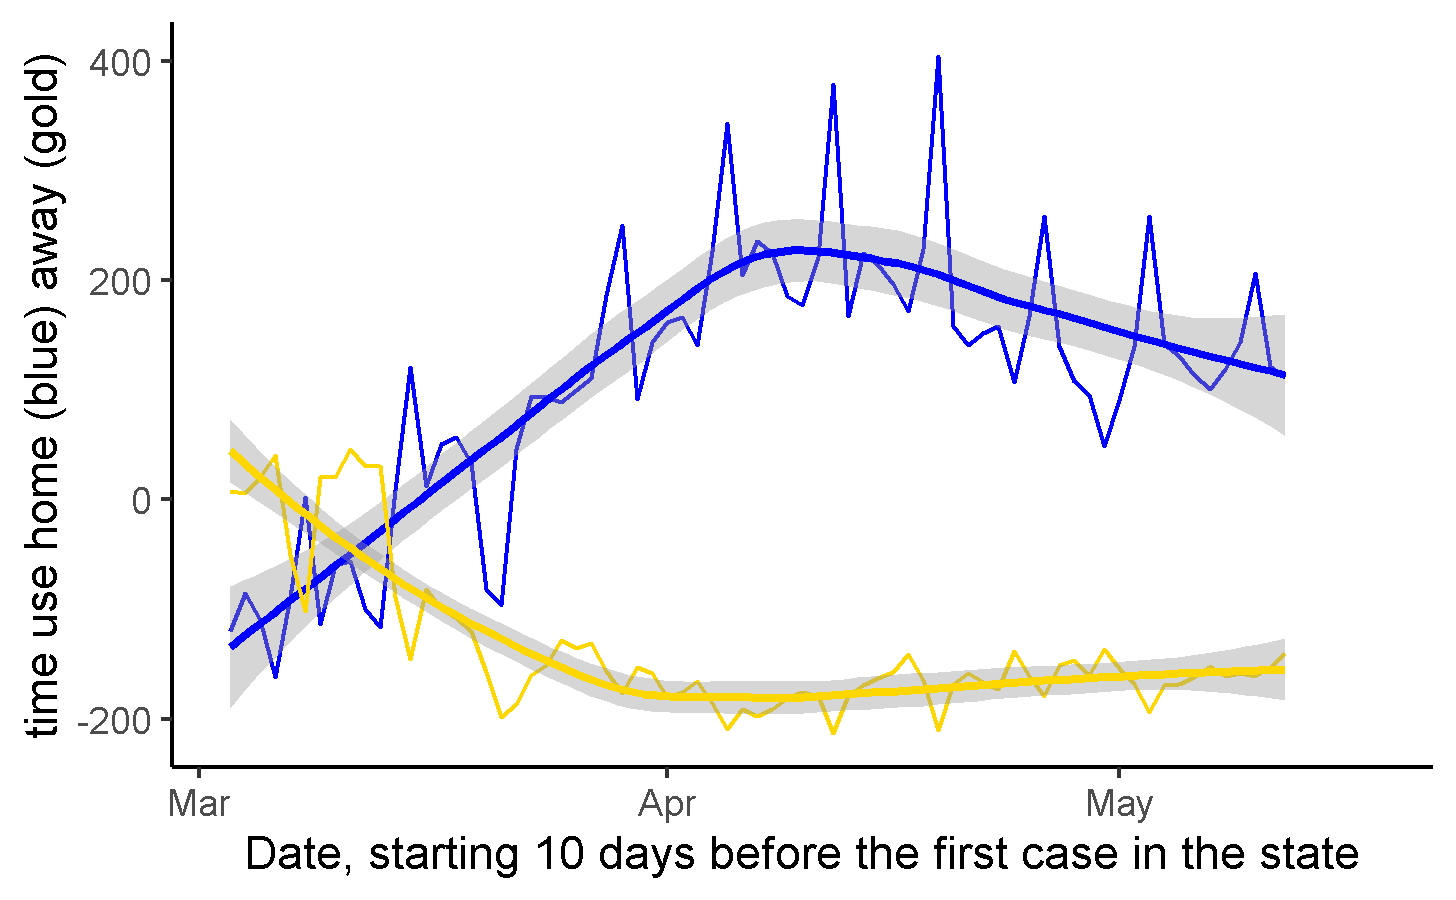 time use home (blue) away (gold)
400
200
0
-200
Mar
Apr
May
Date, starting 10 days before the first case in the state